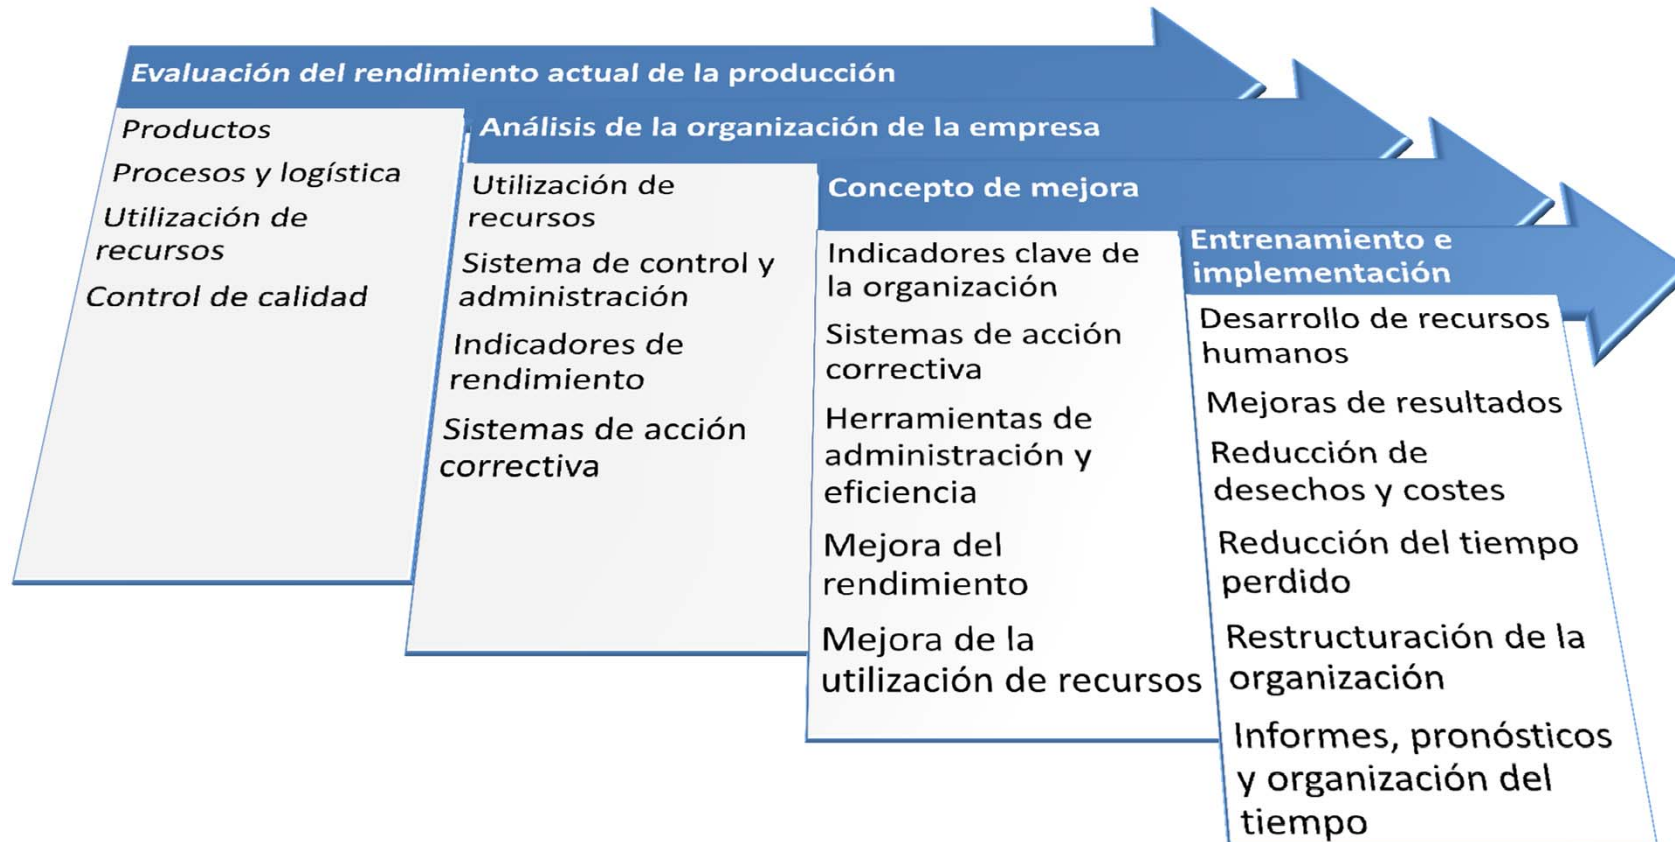 Evaluación del rendimiento actual de la producción
Productos
Procesos y logística
Utilización de
recursos
Control de calidad
Análisis de la organización de la empresa
Utilización de
recursos
Sistema de control y
administración
Indicadores de
rendimiento
Sistemas de acción
correctiva
Concepto de mejora
Indicadores clave de
la organización
Sistemas de acción
correctiva
Herramientas de
administración y
eficiencia
Mejora del
rendimiento
Mejora de la
utilización de recursos
Entrenamiento e
implementación
Desarrollo de recursos
humanos
Mejoras de resultados
Reducción de
desechos y costes
Reducción del tiempo
perdido
Restructuración de la
organización
Informes, pronósticos
y organización del
tiempo